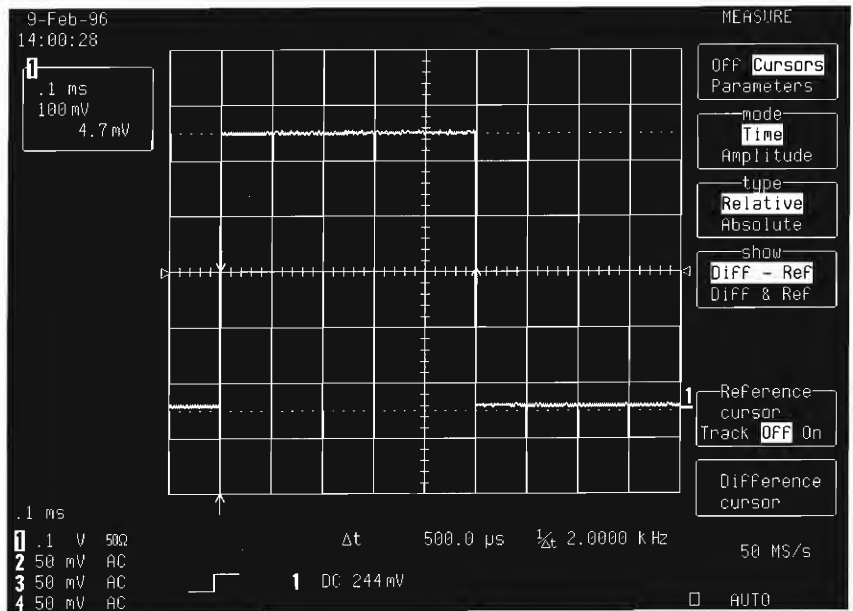 9-Feb-96
14:00:28
1
.1 ms
100 mV
4.7 mV
MEASURE
Off Cursors
Parameters
mode
Time
Amplitude
type
Relative
Absolute
show
Diff - Ref
Diff & Ref
1
Reference
cursor
Track Off On
Difference
cursor
.1 ms
1 .1 V 50Ω
2 50 mV AC
3 50 mV AC
4 50 mV AC
Δt 500.0 µs 1/Δt 2.0000 kHz
1 DC 244 mV
50 MS/s
AUTO